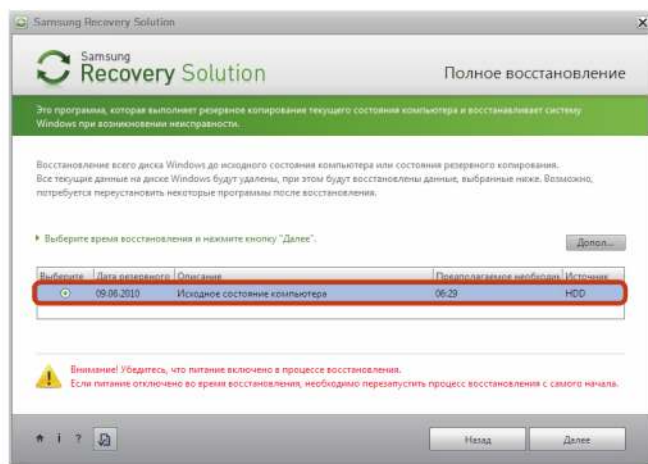 Samsung Recovery Solution
Samsung
Recovery Solution
Полное восстановление
Это программа, которая выполняет резервное копирование текущего состояния компьютера и восстанавливает систему
Windows при возникновении неисправности.
Восстановление всего диска Windows до исходного состояния компьютера или состояния резервного копирования.
Все текущие данные на диске Windows будут удалены, при этом будут восстановлены данные, выбранные ниже. Возможно,
потребуется переустановить некоторые программы после восстановления.
Выберите время восстановления и нажмите кнопку "Далее".
Допол...
Выберите Дата резервного Описание Предполагаемое необходим Источник
09.06.2010 Исходное состояние компьютера 06:29 HDD
Внимание! Убедитесь, что питание включено в процессе восстановления.
Если питание отключено во время восстановления, необходимо перезапустить процесс восстановления с самого начала.
Назад Далее